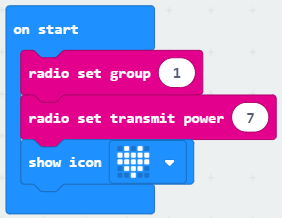 on start
radio set group 1
radio set transmit power 7
show icon